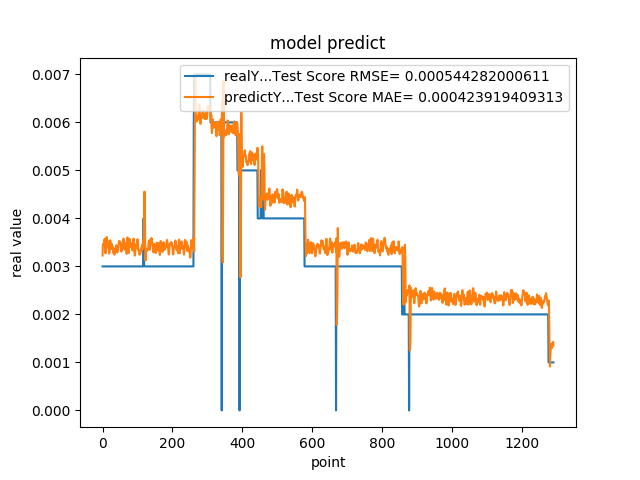 model predict
realY...Test Score RMSE= 0.000544282000611
predictY...Test Score MAE= 0.000423919409313
0.007
0.006
0.005
0.004
0.003
0.002
0.001
0.000
real value
0 200 400 600 800 1000 1200
point